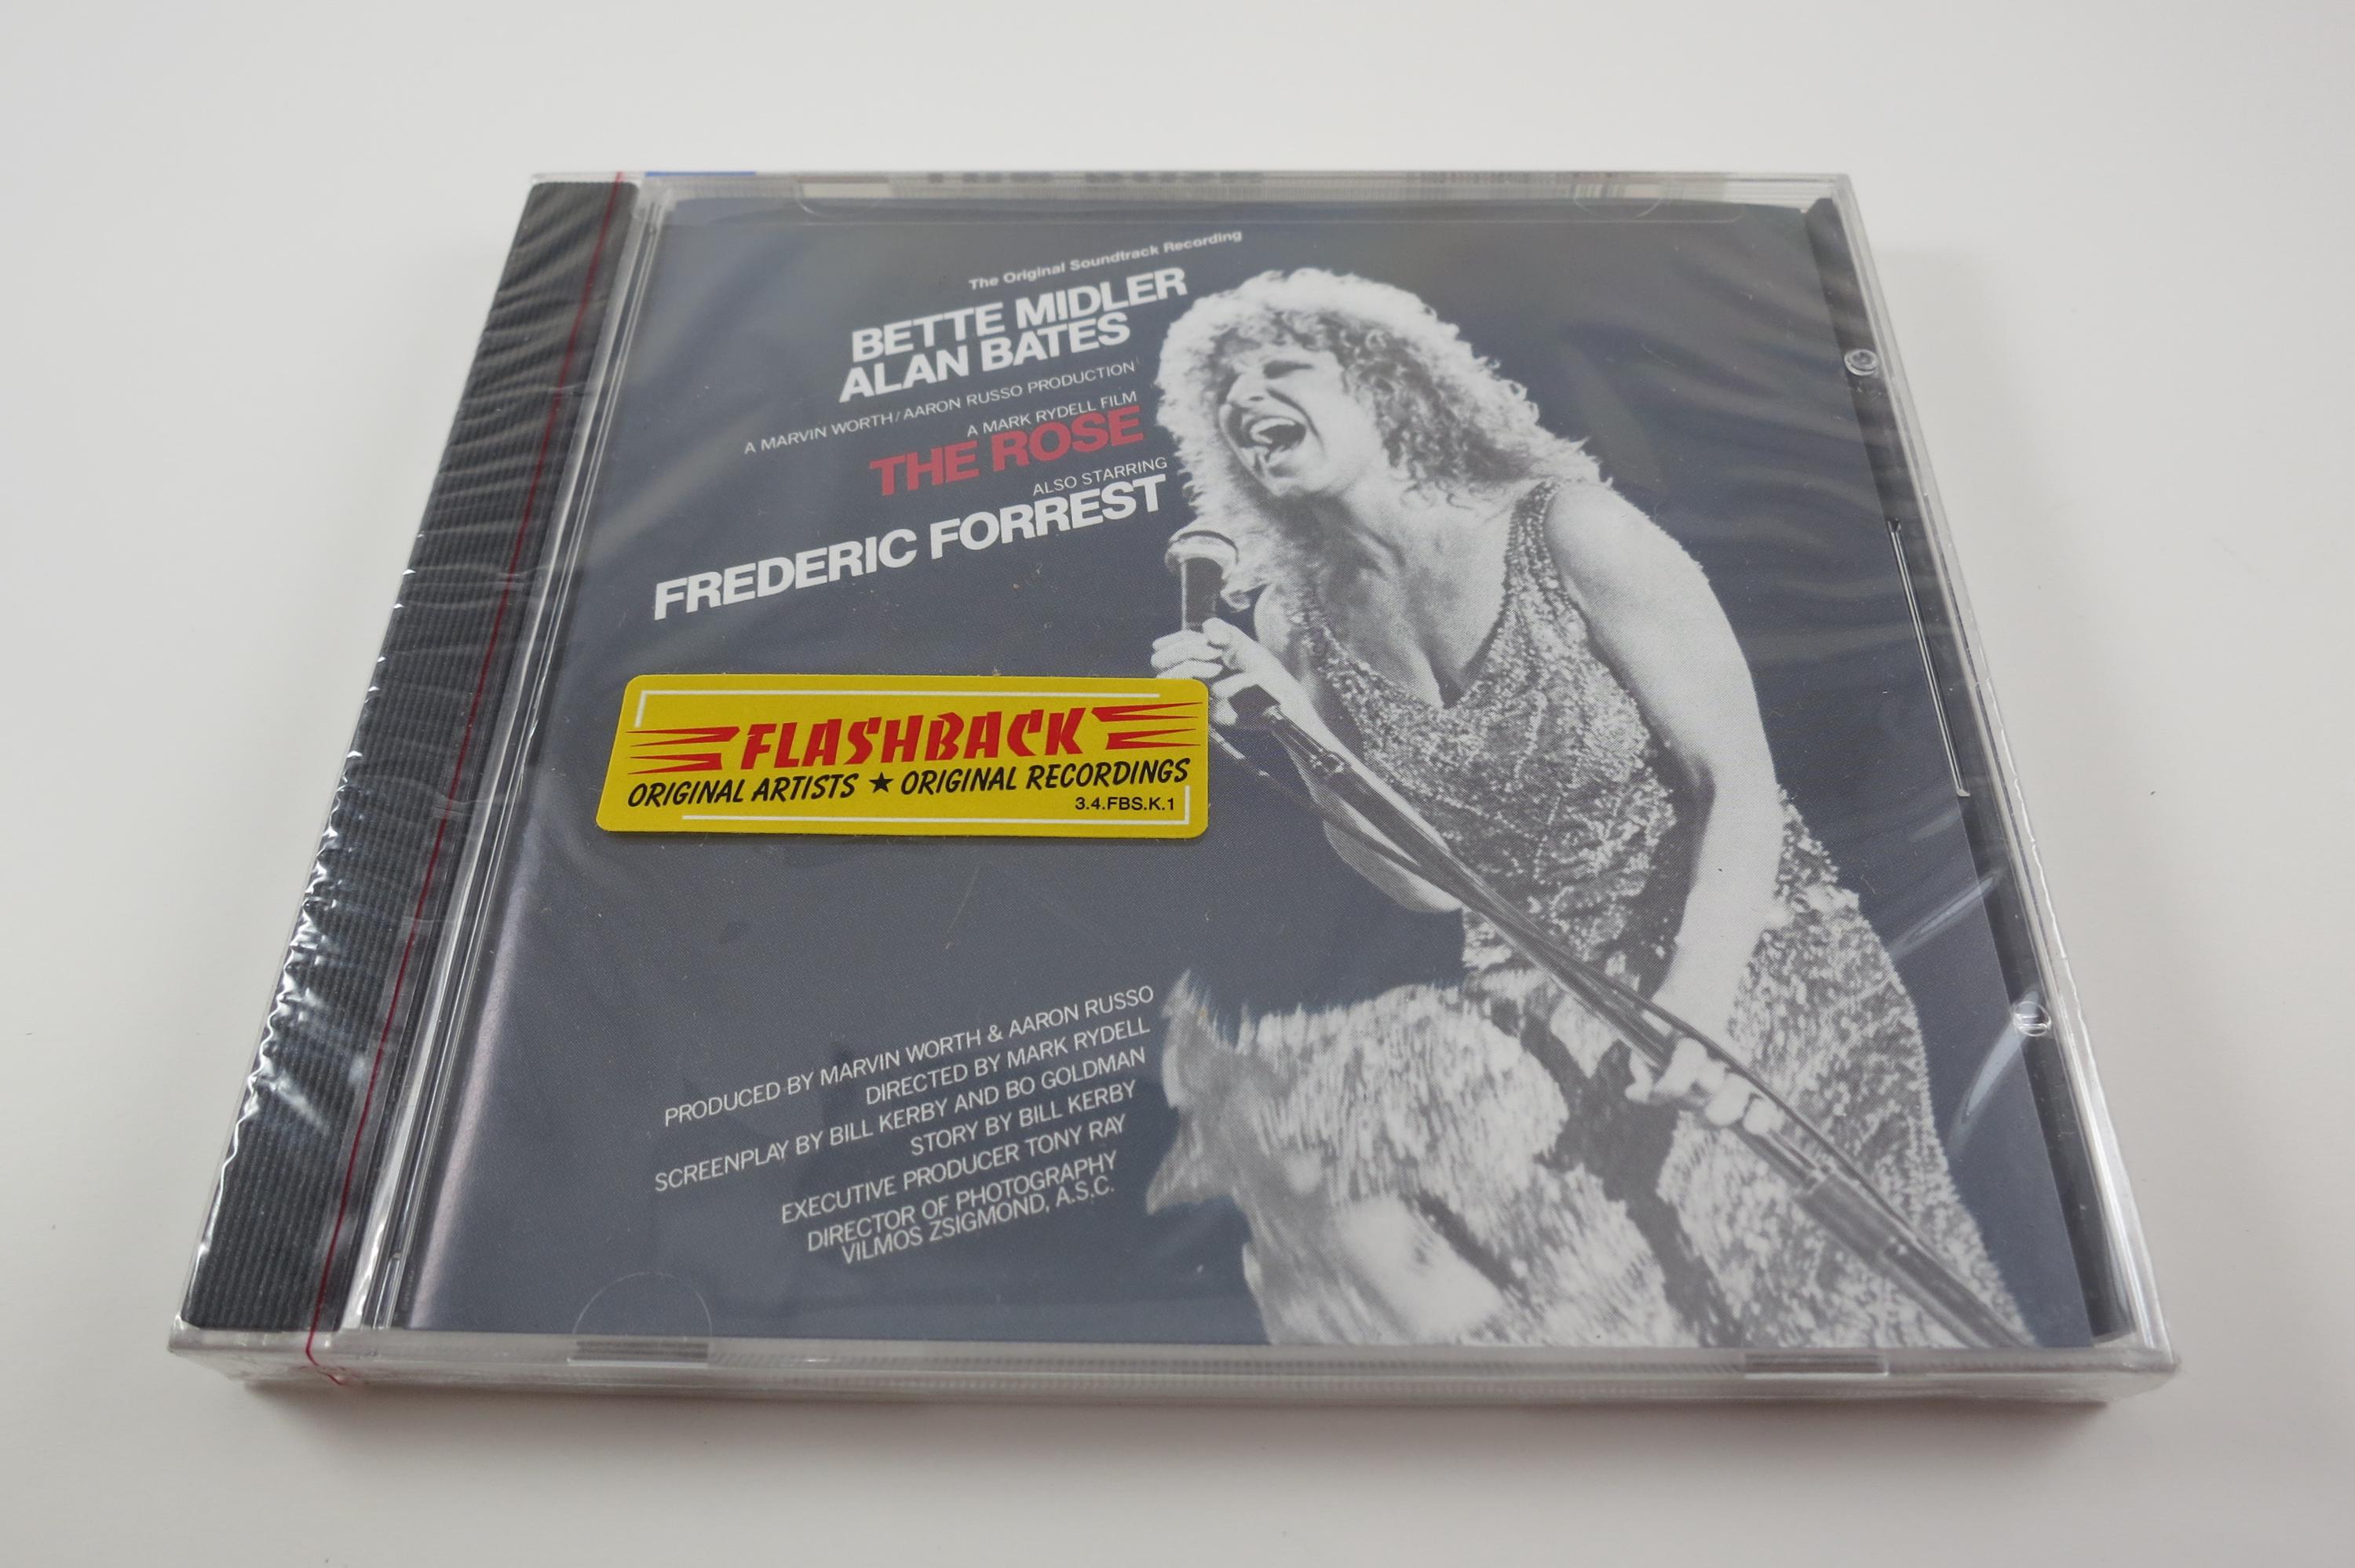 The Original Soundtrack Recording
BETTE MIDLER
ALAN BATES
A MARVIN WORTH/AARON RUSSO PRODUCTION
A MARK RYDELL FILM
THE ROSE
ALSO STARRING
FREDERIC FORREST
FLASHBACK
ORIGINAL ARTISTS ★ ORIGINAL RECORDINGS
3.4.FBS.K.1
PRODUCED BY MARVIN WORTH & AARON RUSSO
DIRECTED BY MARK RYDELL
SCREENPLAY BY BILL KERBY AND BO GOLDMAN
STORY BY BILL KERBY
EXECUTIVE PRODUCER TONY RAY
DIRECTOR OF PHOTOGRAPHY
VILMOS ZSIGMOND, A.S.C.